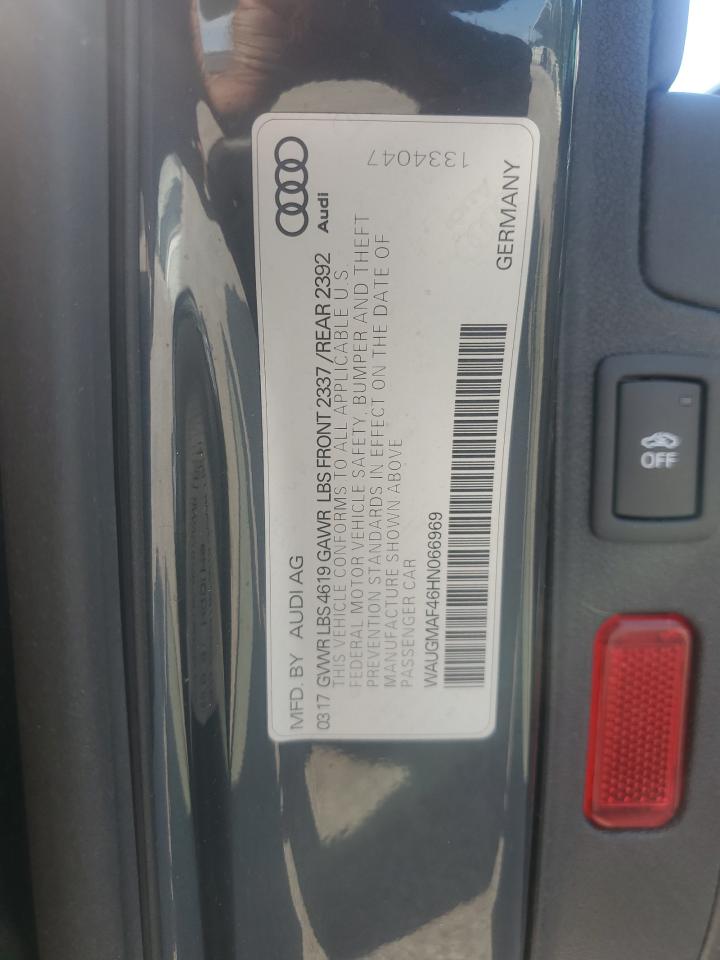 MFD. BY AUDI AG
Audi
03 17 GVWR LBS 4619 GAWR LBS FRONT 2337/REAR 2392
THIS VEHICLE CONFORMS TO ALL APPLICABLE U.S.
FEDERAL MOTOR VEHICLE SAFETY, BUMPER AND THEFT
PREVENTION STANDARDS IN EFFECT ON THE DATE OF
MANUFACTURE SHOWN ABOVE
PASSENGER CAR
1334047
WAUGMAF46HN066969
GERMANY
OFF